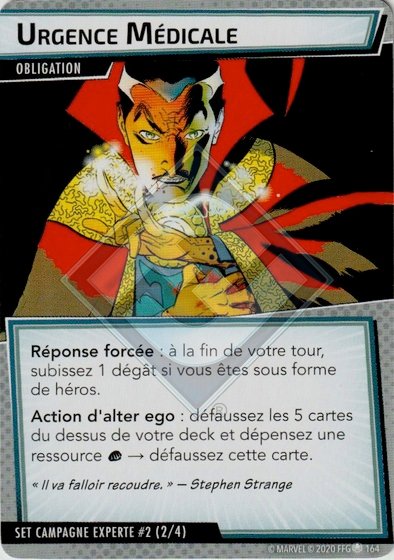 URGENCE MÉDICALE
OBLIGATION
Réponse forcée : à la fin de votre tour,
subissez 1 dégât si vous êtes sous forme
de héros.
Action d'alter ego : défaussez les 5 cartes
du dessus de votre deck et dépensez une
ressource → défaussez cette carte.
« Il va falloir recoudre. » – Stephen Strange
SET CAMPAGNE EXPERTE #2 (2/4)
© MARVEL © 2020 FFG 164